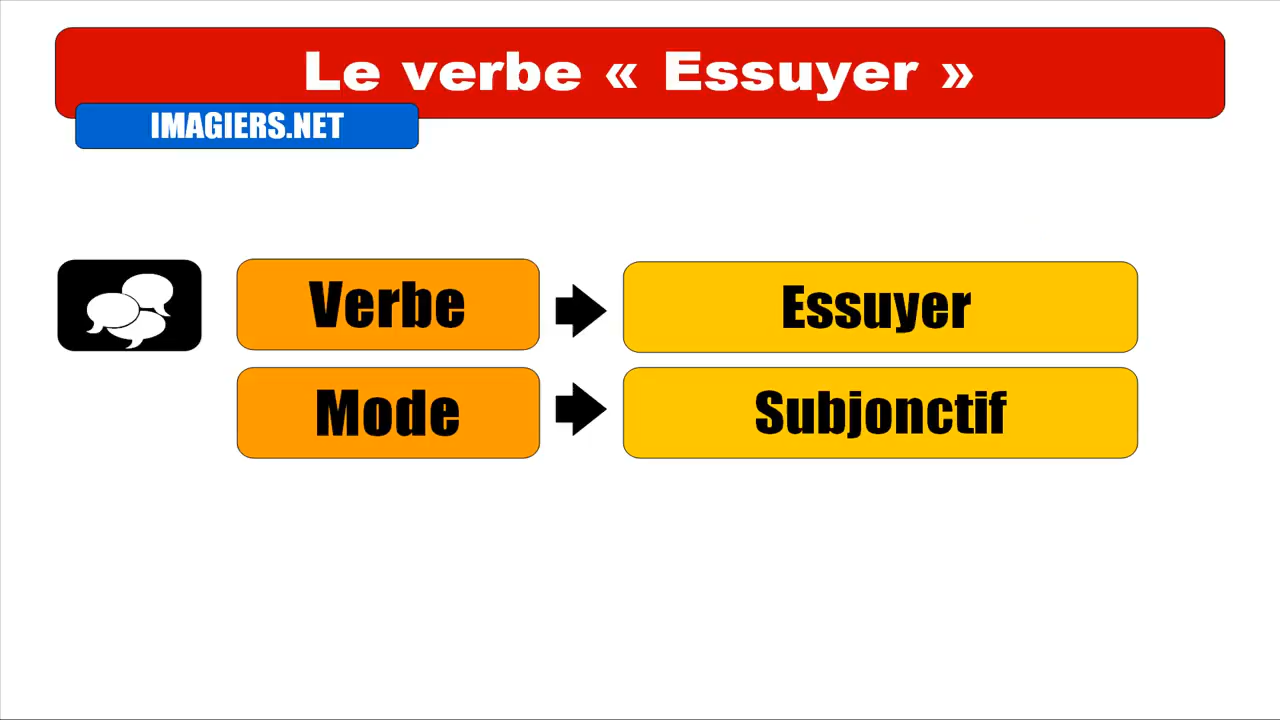 Le verbe « Essuyer »
IMAGIERS.NET
Verbe Essuyer
Mode Subjonctif